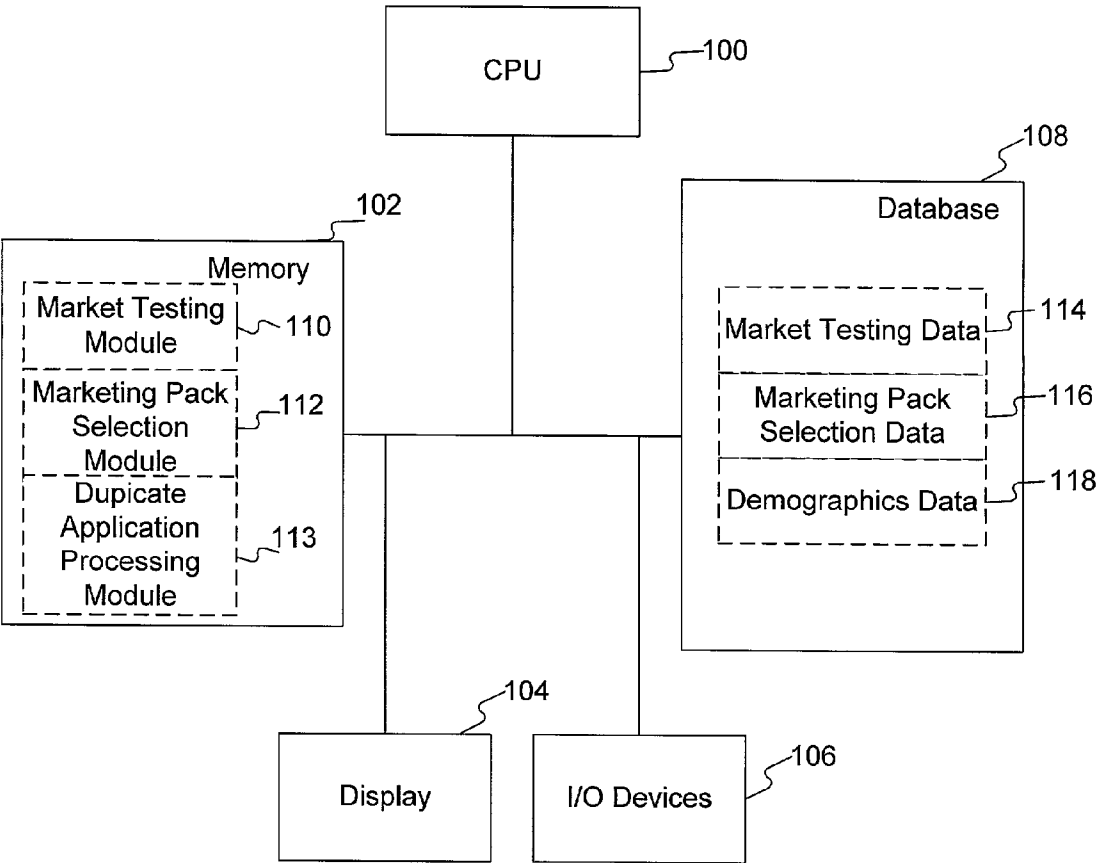 CPU
100
108
Database
102
Memory
Market Testing
Module
110
Marketing Pack
Selection
Module
112
Dupicate
Application
Processing
Module
113
Market Testing Data
114
Marketing Pack
Selection Data
116
Demographics Data
118
104
Display
106
I/O Devices